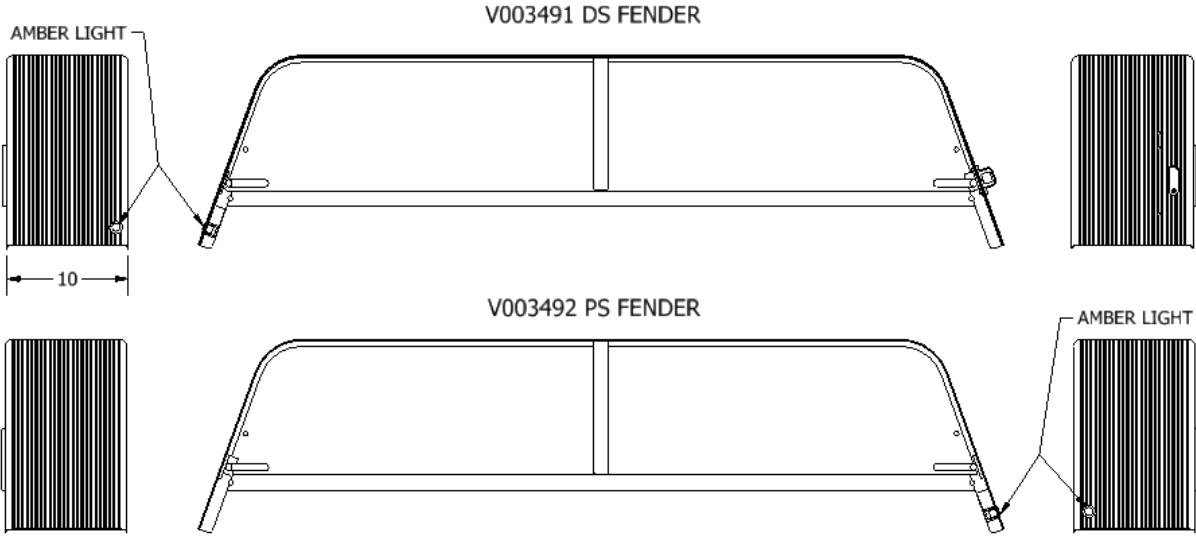 V003491 DS FENDER
AMBER LIGHT
10
V003492 PS FENDER
AMBER LIGHT